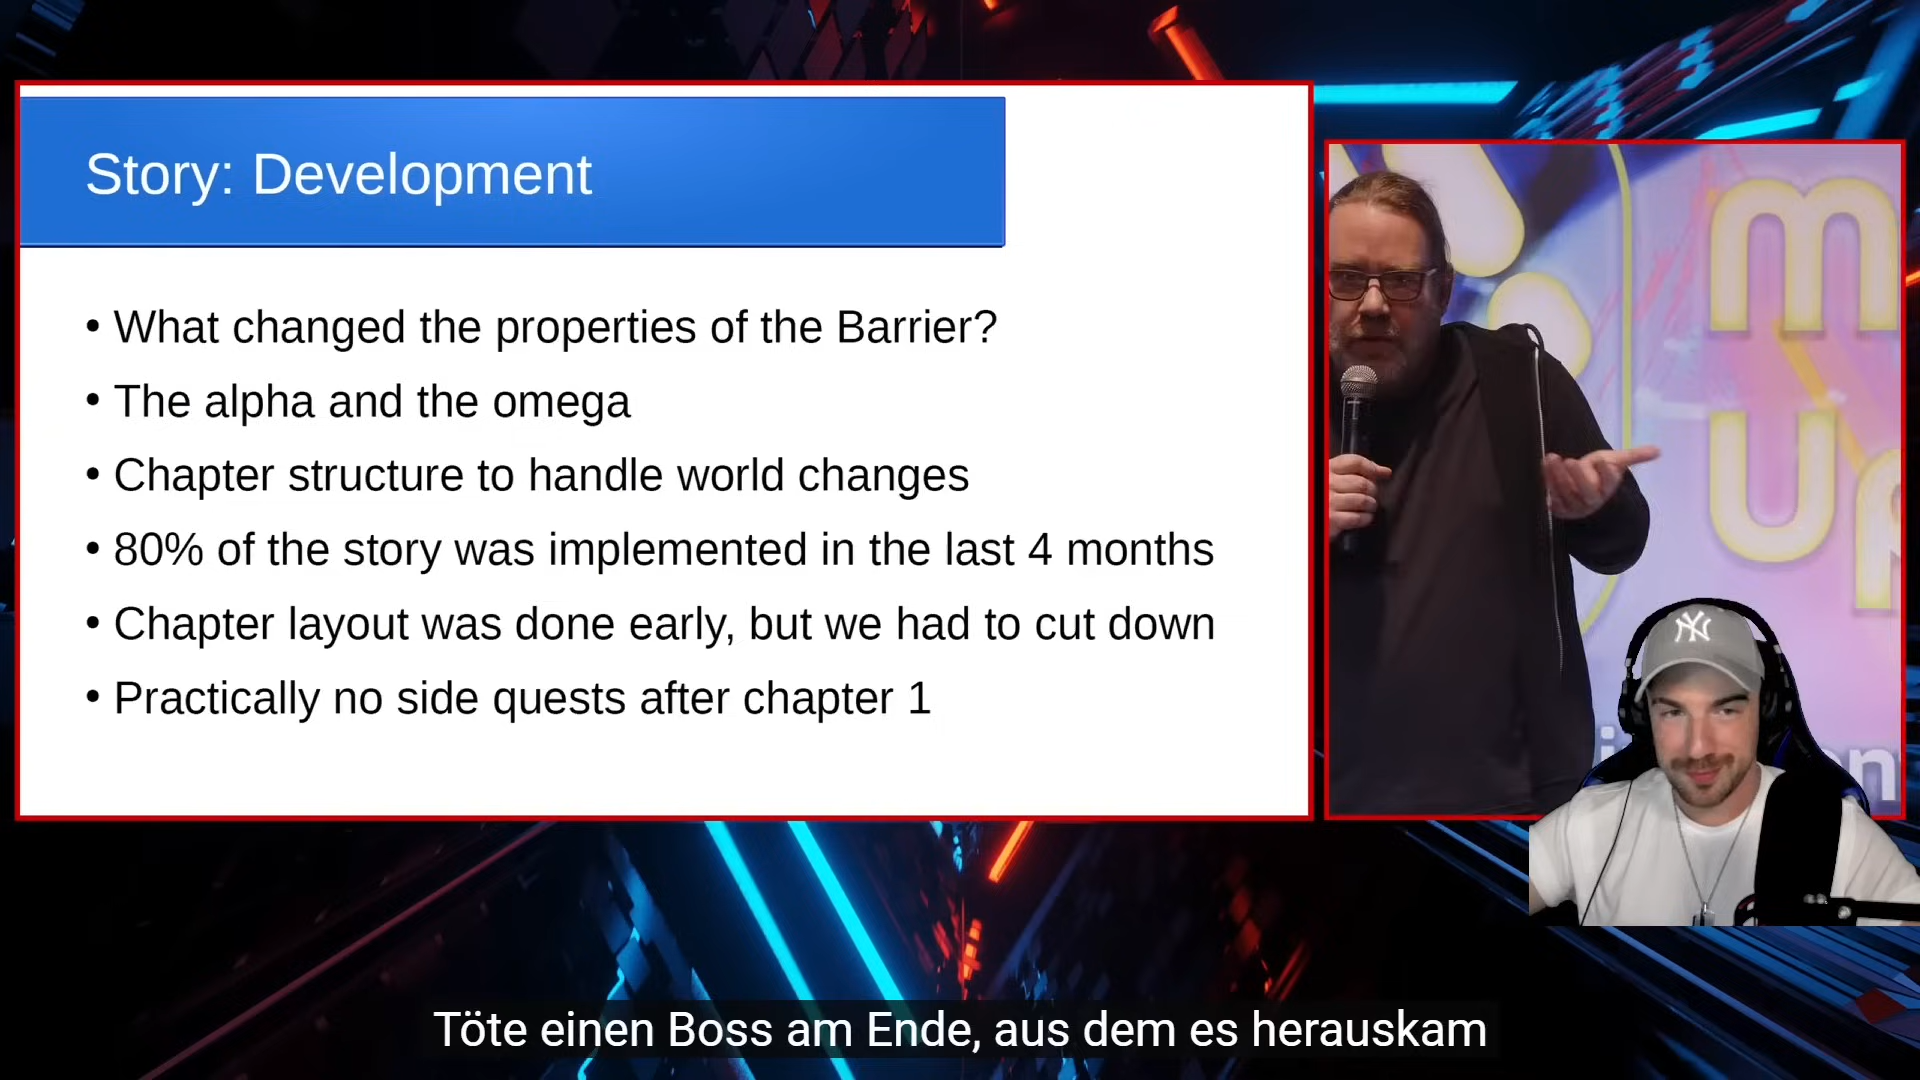 Story: Development
• What changed the properties of the Barrier?
• The alpha and the omega
• Chapter structure to handle world changes
• 80% of the story was implemented in the last 4 months
• Chapter layout was done early, but we had to cut down
• Practically no side quests after chapter 1
NY
Töte einen Boss am Ende, aus dem es herauskam